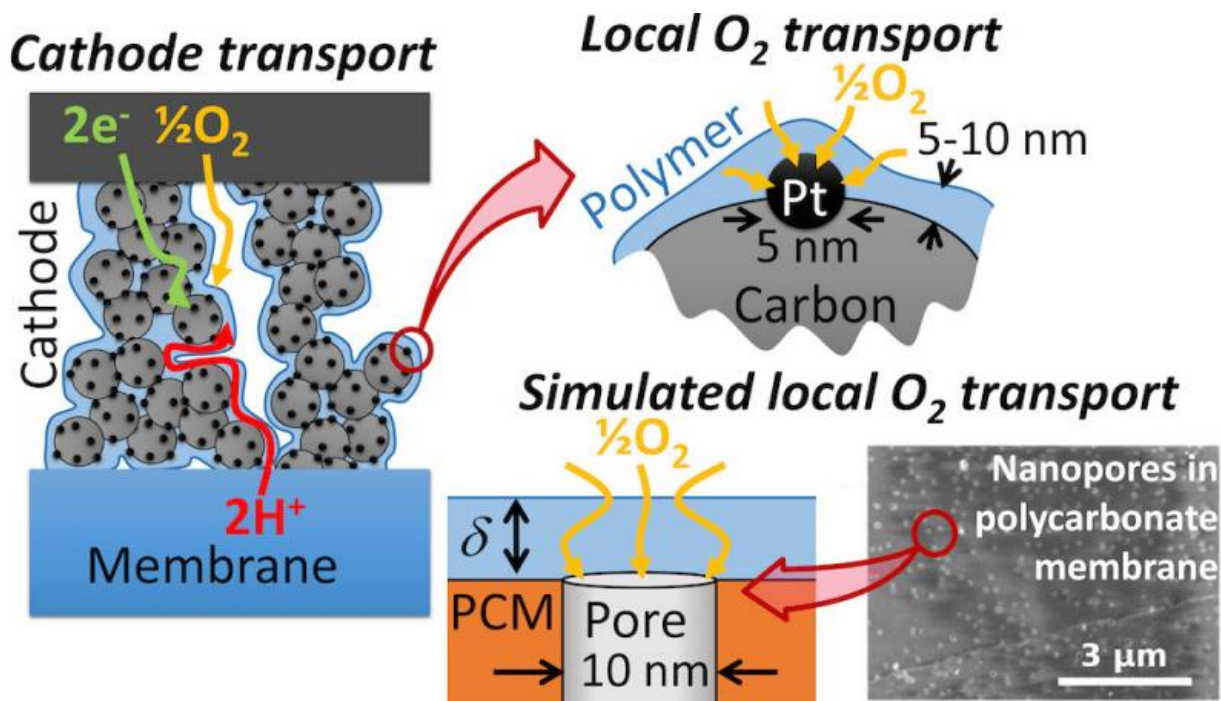 Cathode transport
2e⁻ ½O₂
Cathode
2H⁺
Membrane
Local O₂ transport
½O₂
Polymer
5-10 nm
Pt
5 nm
Carbon
Simulated local O₂ transport
½O₂
δ
PCM
Pore
10 nm
Nanopores in
polycarbonate
membrane
3 μm